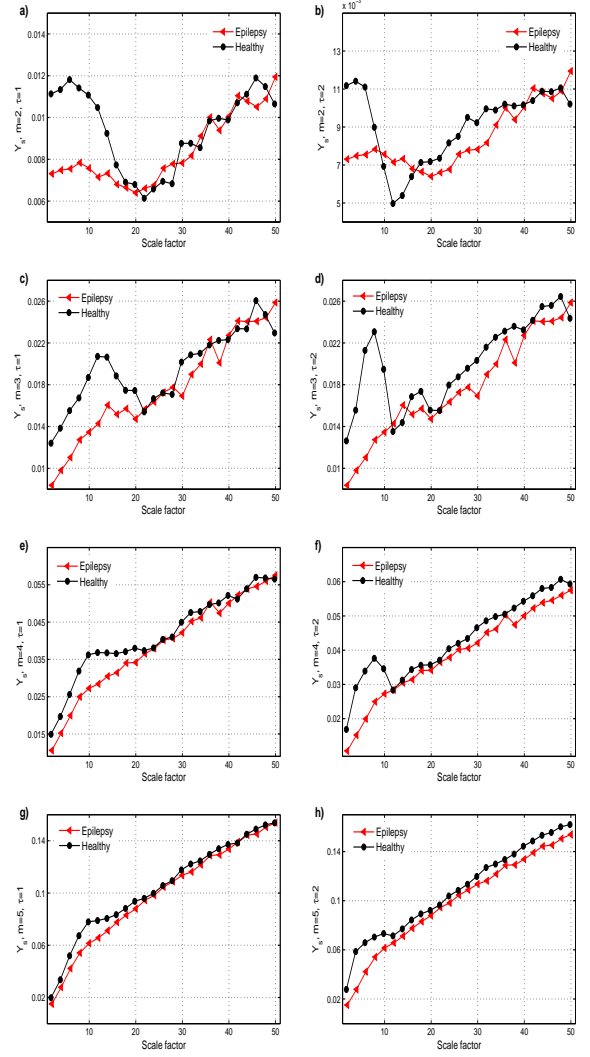 a)
0.014
0.012
0.01
0.008
0.006
Y_s, m=2, τ=1
Epilepsy
Healthy
10 20 30 40 50
Scale factor
b)
x 10^-3
13
11
9
7
5
Y_s, m=2, τ=2
Epilepsy
Healthy
10 20 30 40 50
Scale factor
c)
0.026
0.022
0.018
0.014
0.01
Y_s, m=3, τ=1
Epilepsy
Healthy
10 20 30 40 50
Scale factor
d)
0.026
0.022
0.018
0.014
0.01
Y_s, m=3, τ=2
Epilepsy
Healthy
10 20 30 40 50
Scale factor
e)
0.055
0.045
0.035
0.025
0.015
Y_s, m=4, τ=1
Epilepsy
Healthy
10 20 30 40 50
Scale factor
f)
0.06
0.05
0.04
0.03
0.02
Y_s, m=4, τ=2
Epilepsy
Healthy
10 20 30 40 50
Scale factor
g)
0.14
0.1
0.06
0.02
Y_s, m=5, τ=1
Epilepsy
Healthy
10 20 30 40 50
Scale factor
h)
0.14
0.1
0.06
0.02
Y_s, m=5, τ=2
Epilepsy
Healthy
10 20 30 40 50
Scale factor